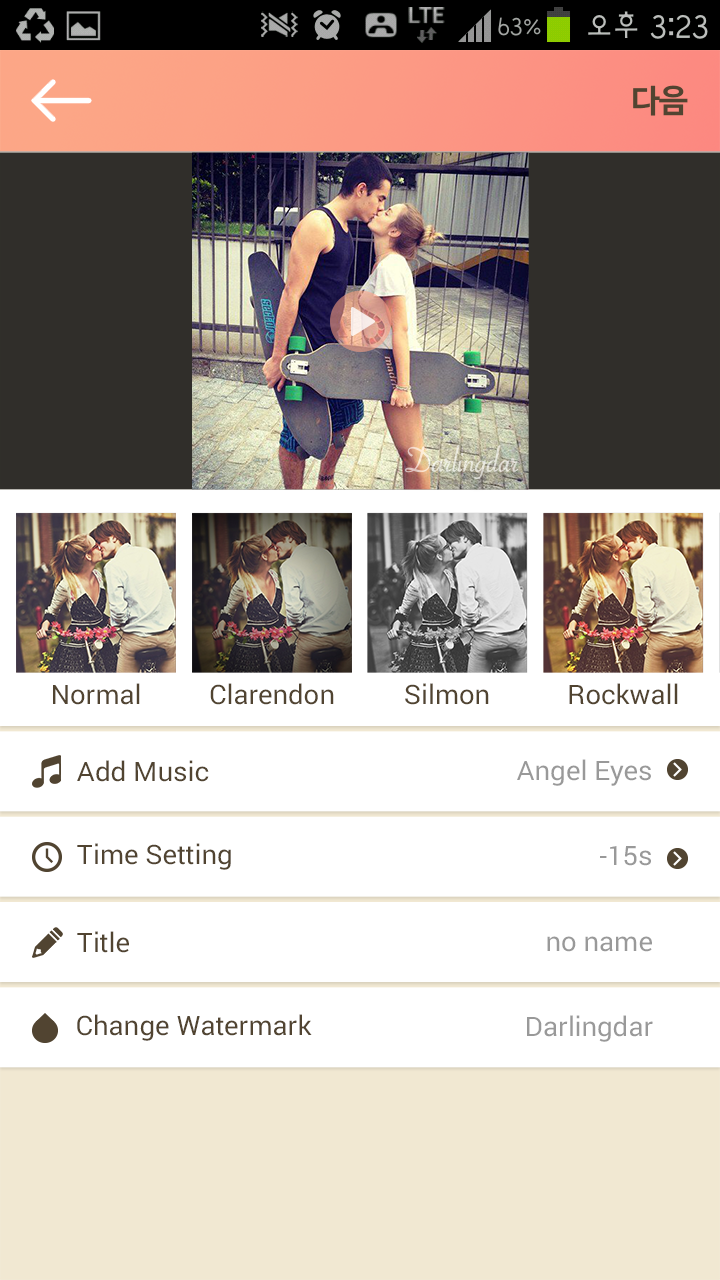 LTE
63%
오후 3:23
다음
Darlingdar
Normal
Clarendon
Silmon
Rockwall
Add Music
Angel Eyes
Time Setting
-15s
Title
no name
Change Watermark
Darlingdar